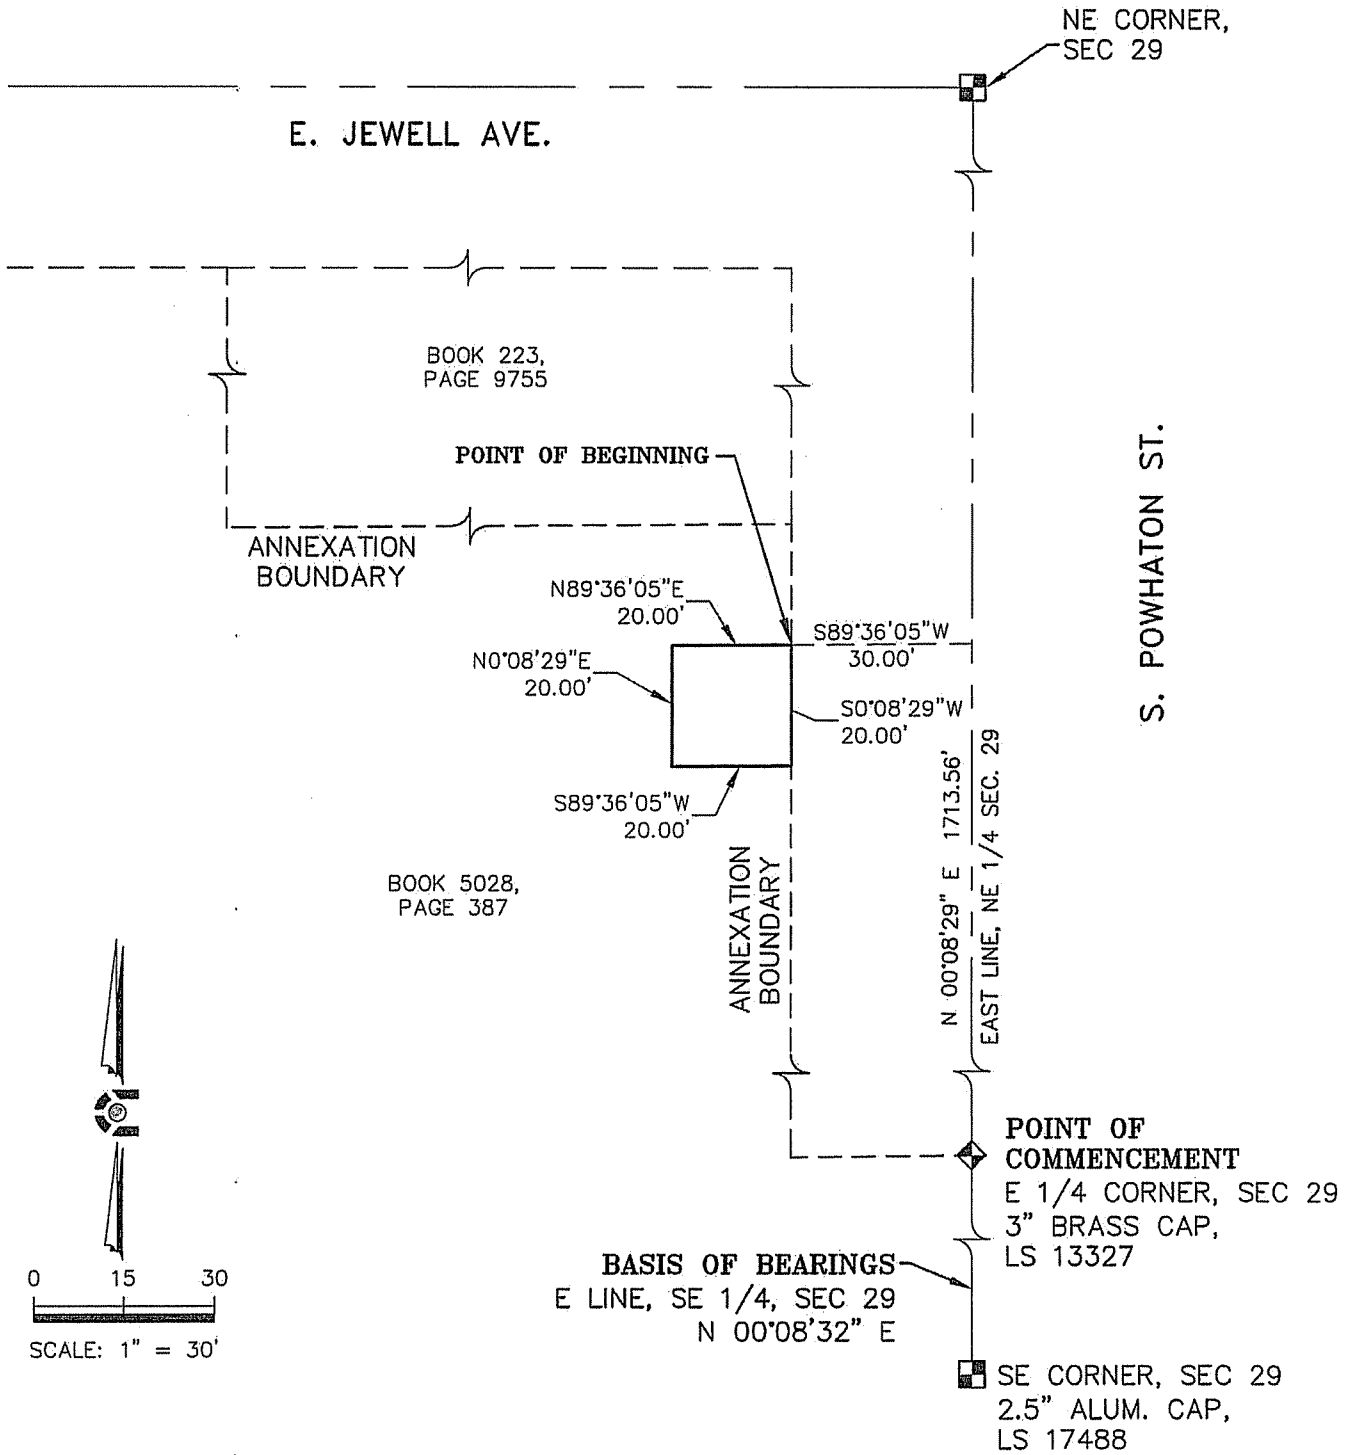 NE CORNER,
SEC 29
E. JEWELL AVE.
BOOK 223,
PAGE 9755
POINT OF BEGINNING
S. POWHATON ST.
ANNEXATION
BOUNDARY
N89°36'05"E
20.00'
S89°36'05"W
30.00'
N0°08'29"E
20.00'
S0°08'29"W
20.00'
S89°36'05"W
20.00'
N 00°08'29" E 1713.56'
EAST LINE, NE 1/4 SEC. 29
ANNEXATION
BOUNDARY
BOOK 5028,
PAGE 387
POINT OF
COMMENCEMENT
E 1/4 CORNER, SEC 29
3" BRASS CAP,
LS 13327
BASIS OF BEARINGS
E LINE, SE 1/4, SEC 29
N 00°08'32" E
0 15 30
SCALE: 1" = 30'
SE CORNER, SEC 29
2.5" ALUM. CAP,
LS 17488